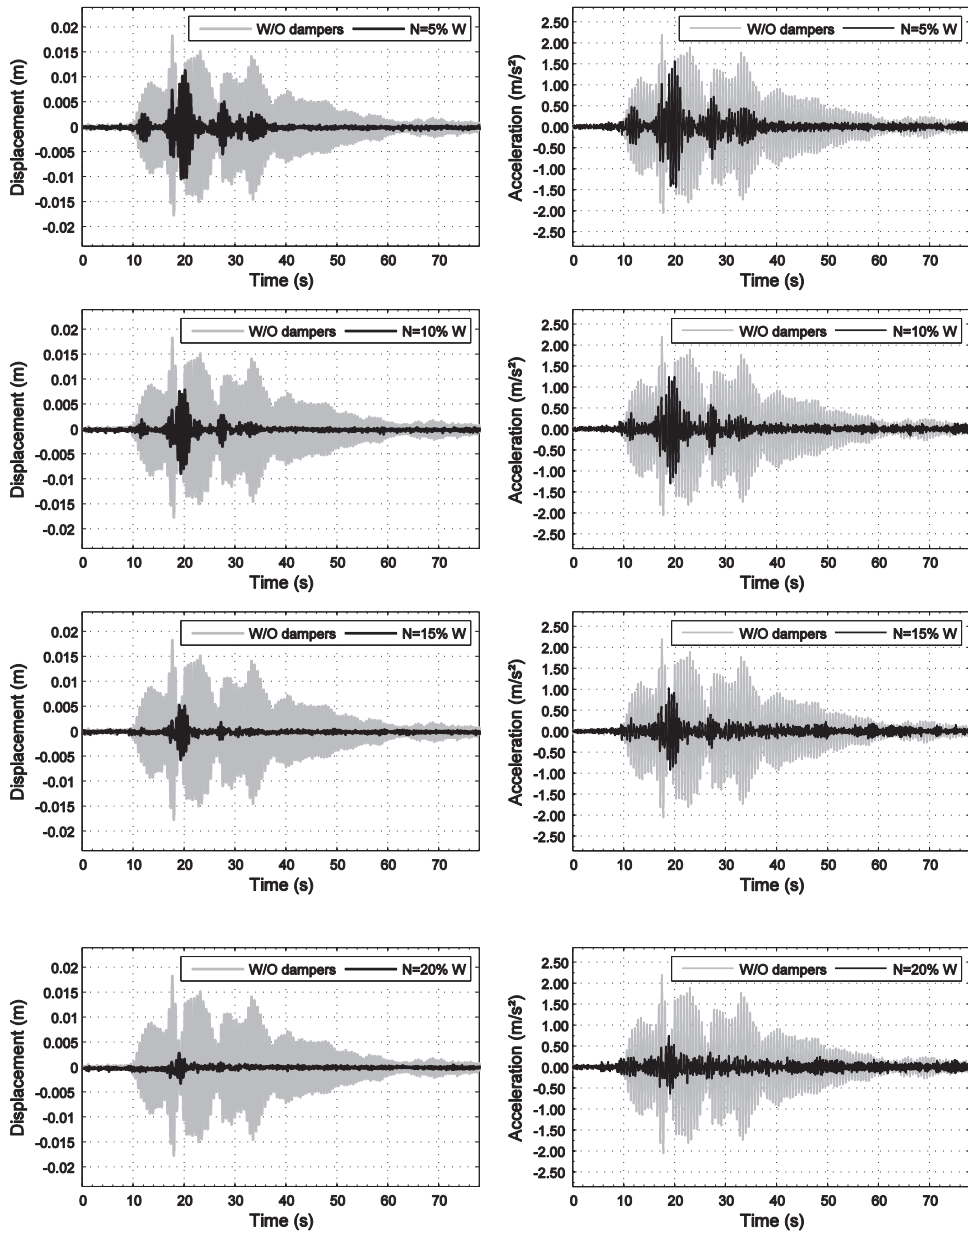 W/O dampers N=5% W
0.02
0.015
0.01
0.005
0
-0.005
-0.01
-0.015
-0.02
Displacement (m)
0 10 20 30 40 50 60 70
Time (s)
W/O dampers N=5% W
2.50
2.00
1.50
1.00
0.50
0.00
-0.50
-1.00
-1.50
-2.00
-2.50
Acceleration (m/s²)
0 10 20 30 40 50 60 70
Time (s)
W/O dampers N=10% W
0.02
0.015
0.01
0.005
0
-0.005
-0.01
-0.015
-0.02
Displacement (m)
0 10 20 30 40 50 60 70
Time (s)
W/O dampers N=10% W
2.50
2.00
1.50
1.00
0.50
0.00
-0.50
-1.00
-1.50
-2.00
-2.50
Acceleration (m/s²)
0 10 20 30 40 50 60 70
Time (s)
W/O dampers N=15% W
0.02
0.015
0.01
0.005
0
-0.005
-0.01
-0.015
-0.02
Displacement (m)
0 10 20 30 40 50 60 70
Time (s)
W/O dampers N=15% W
2.50
2.00
1.50
1.00
0.50
0.00
-0.50
-1.00
-1.50
-2.00
-2.50
Acceleration (m/s²)
0 10 20 30 40 50 60 70
Time (s)
W/O dampers N=20% W
0.02
0.015
0.01
0.005
0
-0.005
-0.01
-0.015
-0.02
Displacement (m)
0 10 20 30 40 50 60 70
Time (s)
W/O dampers N=20% W
2.50
2.00
1.50
1.00
0.50
0.00
-0.50
-1.00
-1.50
-2.00
-2.50
Acceleration (m/s²)
0 10 20 30 40 50 60 70
Time (s)